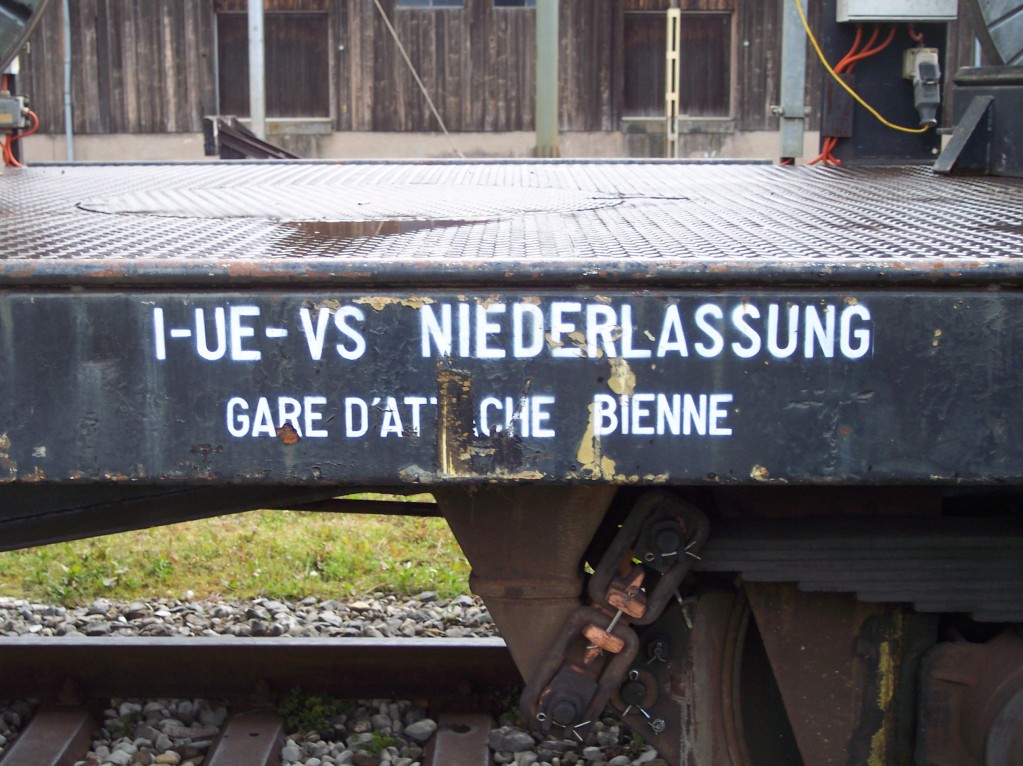 I-UE-VS NIEDERLASSUNG
GARE D'ATTACHE BIENNE